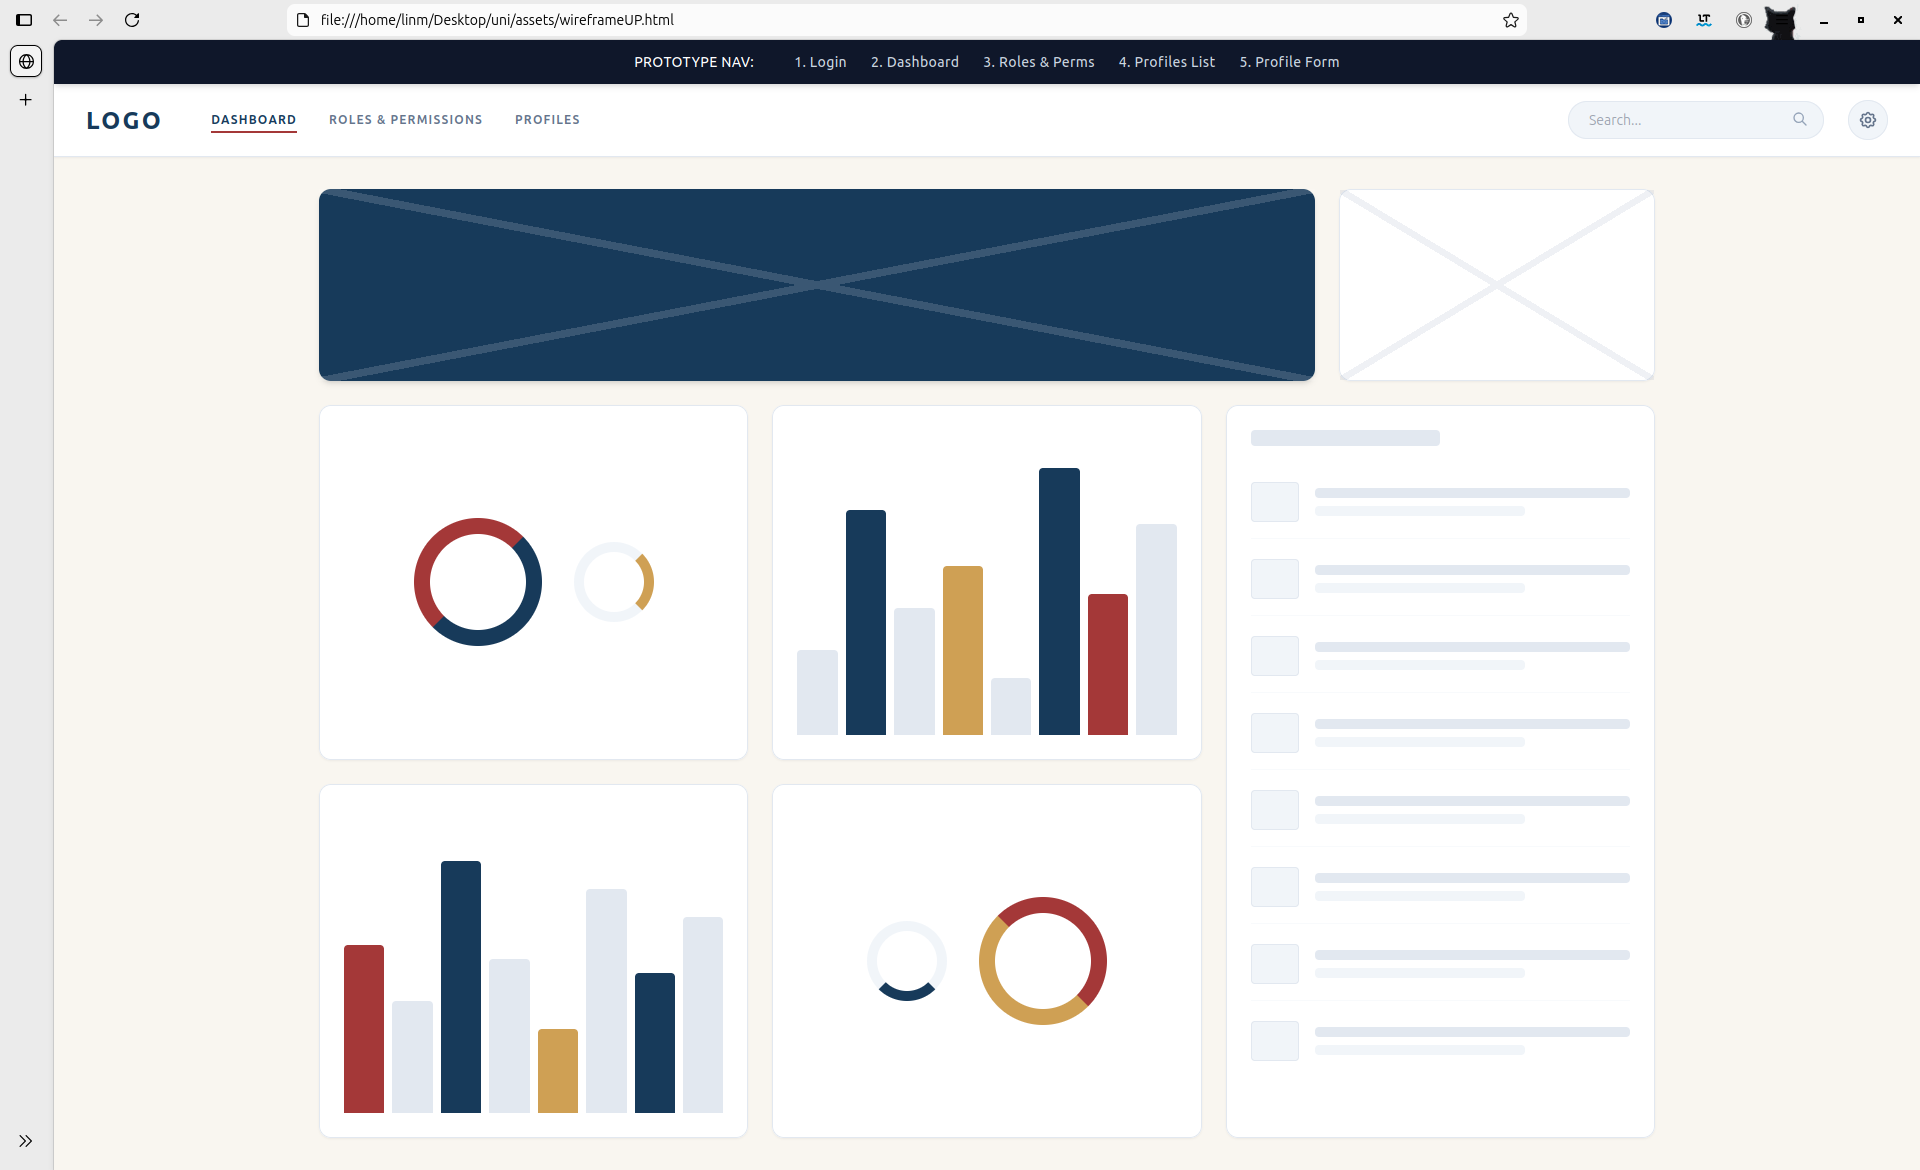 file:///home/linm/Desktop/uni/assets/wireframeUP.html
LT
PROTOTYPE NAV: 1. Login 2. Dashboard 3. Roles & Perms 4. Profiles List 5. Profile Form
LOGO DASHBOARD ROLES & PERMISSIONS PROFILES Search...